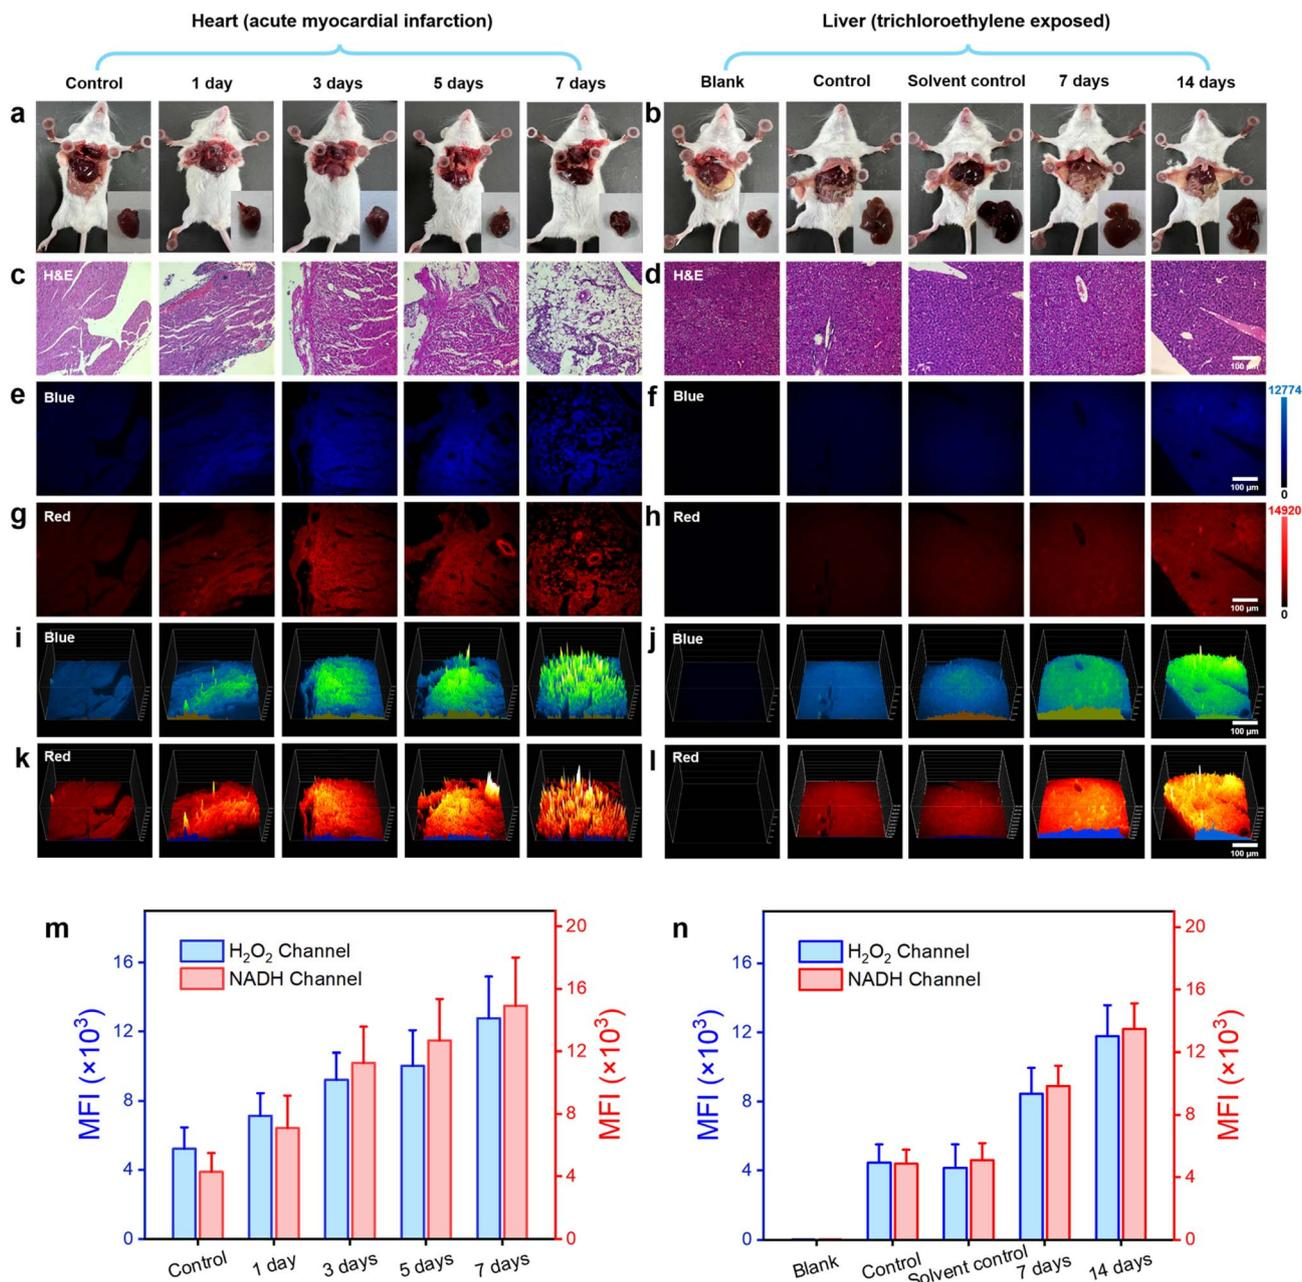 Heart (acute myocardial infarction)
Liver (trichloroethylene exposed)
Control 1 day 3 days 5 days 7 days
Blank Control Solvent control 7 days 14 days
a
b
c H&E
d H&E
100 µm
e Blue
f Blue
100 µm
12774
0
g Red
h Red
100 µm
14920
0
i Blue
j Blue
100 µm
k Red
l Red
100 µm
m
H₂O₂ Channel
NADH Channel
MFI (×10³)
16
12
8
4
0
MFI (×10³)
20
16
12
8
4
0
Control 1 day 3 days 5 days 7 days
n
H₂O₂ Channel
NADH Channel
MFI (×10³)
16
12
8
4
0
MFI (×10³)
20
16
12
8
4
0
Blank Control Solvent control 7 days 14 days